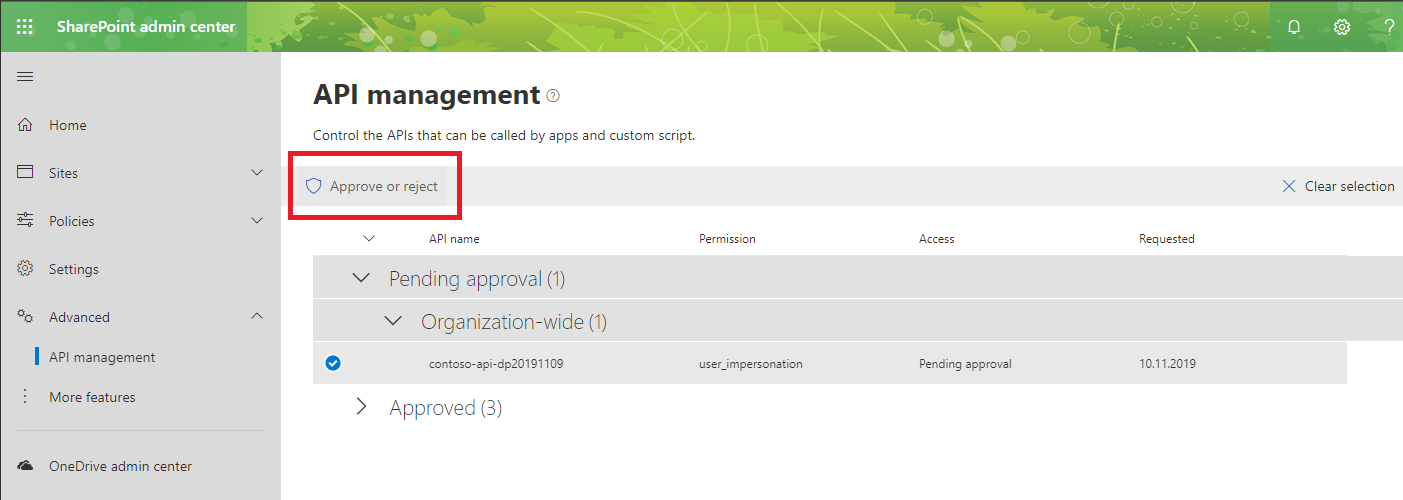 SharePoint admin center
?
API management ?
Control the APIs that can be called by apps and custom script.
Home
Sites
Policies
Settings
Advanced
API management
More features
OneDrive admin center
Approve or reject
Clear selection
API name Permission Access Requested
Pending approval (1)
Organization-wide (1)
contoso-api-dp20191109 user_impersonation Pending approval 10.11.2019
Approved (3)